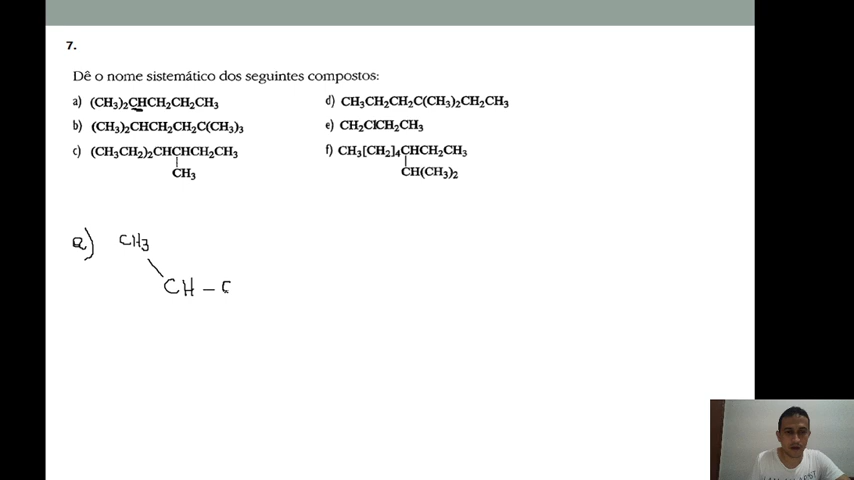 7.
Dê o nome sistemático dos seguintes compostos:
a) (CH₃)₂CHCH₂CH₂CH₃
b) (CH₃)₂CHCH₂CH₂C(CH₃)₃
c) (CH₃CH₂)₂CHCHCH₂CH₃
CH₃
d) CH₃CH₂CH₂C(CH₃)₂CH₂CH₃
e) CH₂ClCH₂CH₃
f) CH₃[CH₂]₄CHCH₂CH₃
CH(CH₃)₂
a) CH₃
CH –